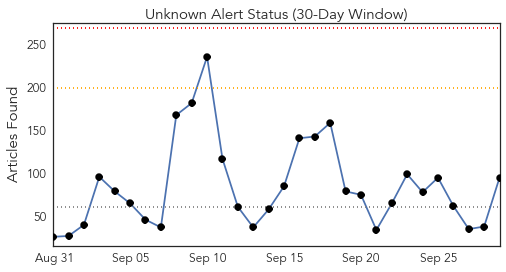 Unknown Alert Status (30-Day Window)
Articles Found
250
200
150
100
50
Aug 31 Sep 05 Sep 10 Sep 15 Sep 20 Sep 25